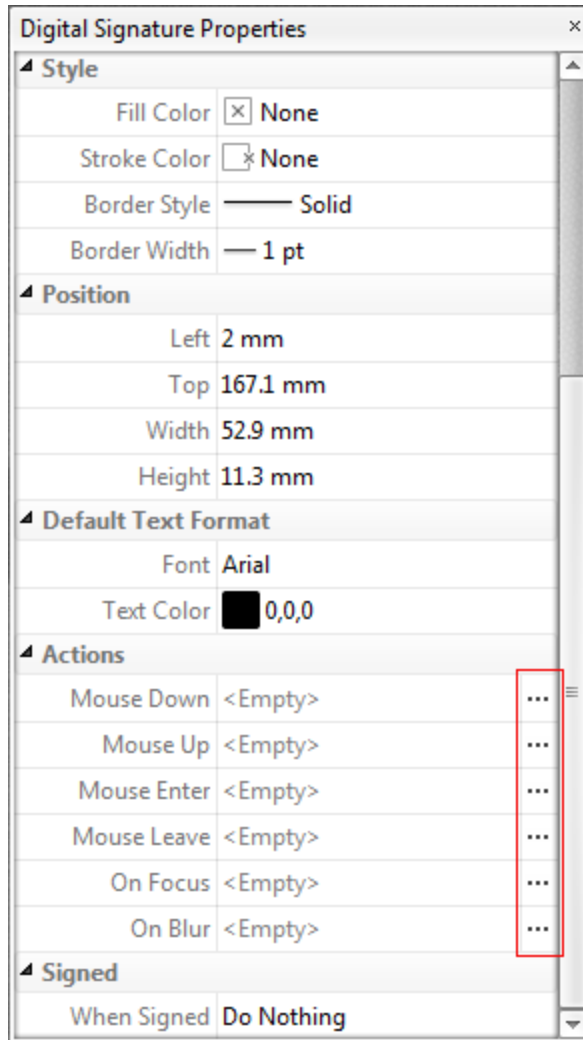 Digital Signature Properties
Style
Fill Color None
Stroke Color None
Border Style Solid
Border Width 1 pt
Position
Left 2 mm
Top 167.1 mm
Width 52.9 mm
Height 11.3 mm
Default Text Format
Font Arial
Text Color 0,0,0
Actions
Mouse Down <Empty> ...
Mouse Up <Empty> ...
Mouse Enter <Empty> ...
Mouse Leave <Empty> ...
On Focus <Empty> ...
On Blur <Empty> ...
Signed
When Signed Do Nothing